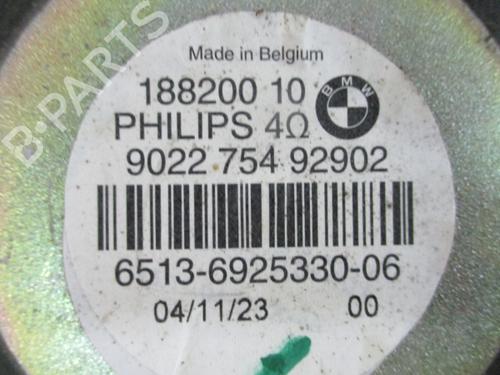 Made in Belgium
188200 10
BMW
PHILIPS 4Ω
9022 754 92902
6513-6925330-06
04/11/23 00
B-PARTS